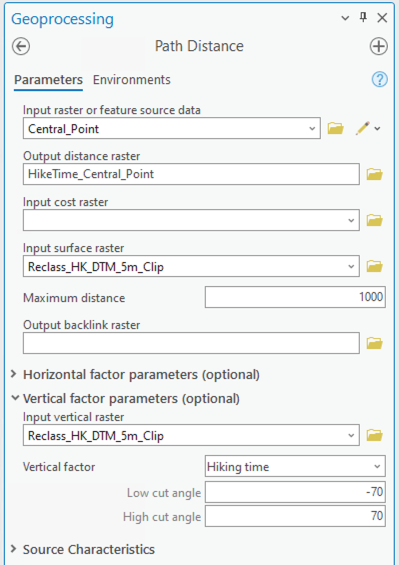 Geoprocessing
Path Distance
Parameters Environments
Input raster or feature source data
Central_Point
Output distance raster
HikeTime_Central_Point
Input cost raster
Input surface raster
Reclass_HK_DTM_5m_Clip
Maximum distance 1000
Output backlink raster
Horizontal factor parameters (optional)
Vertical factor parameters (optional)
Input vertical raster
Reclass_HK_DTM_5m_Clip
Vertical factor Hiking time
Low cut angle -70
High cut angle 70
Source Characteristics